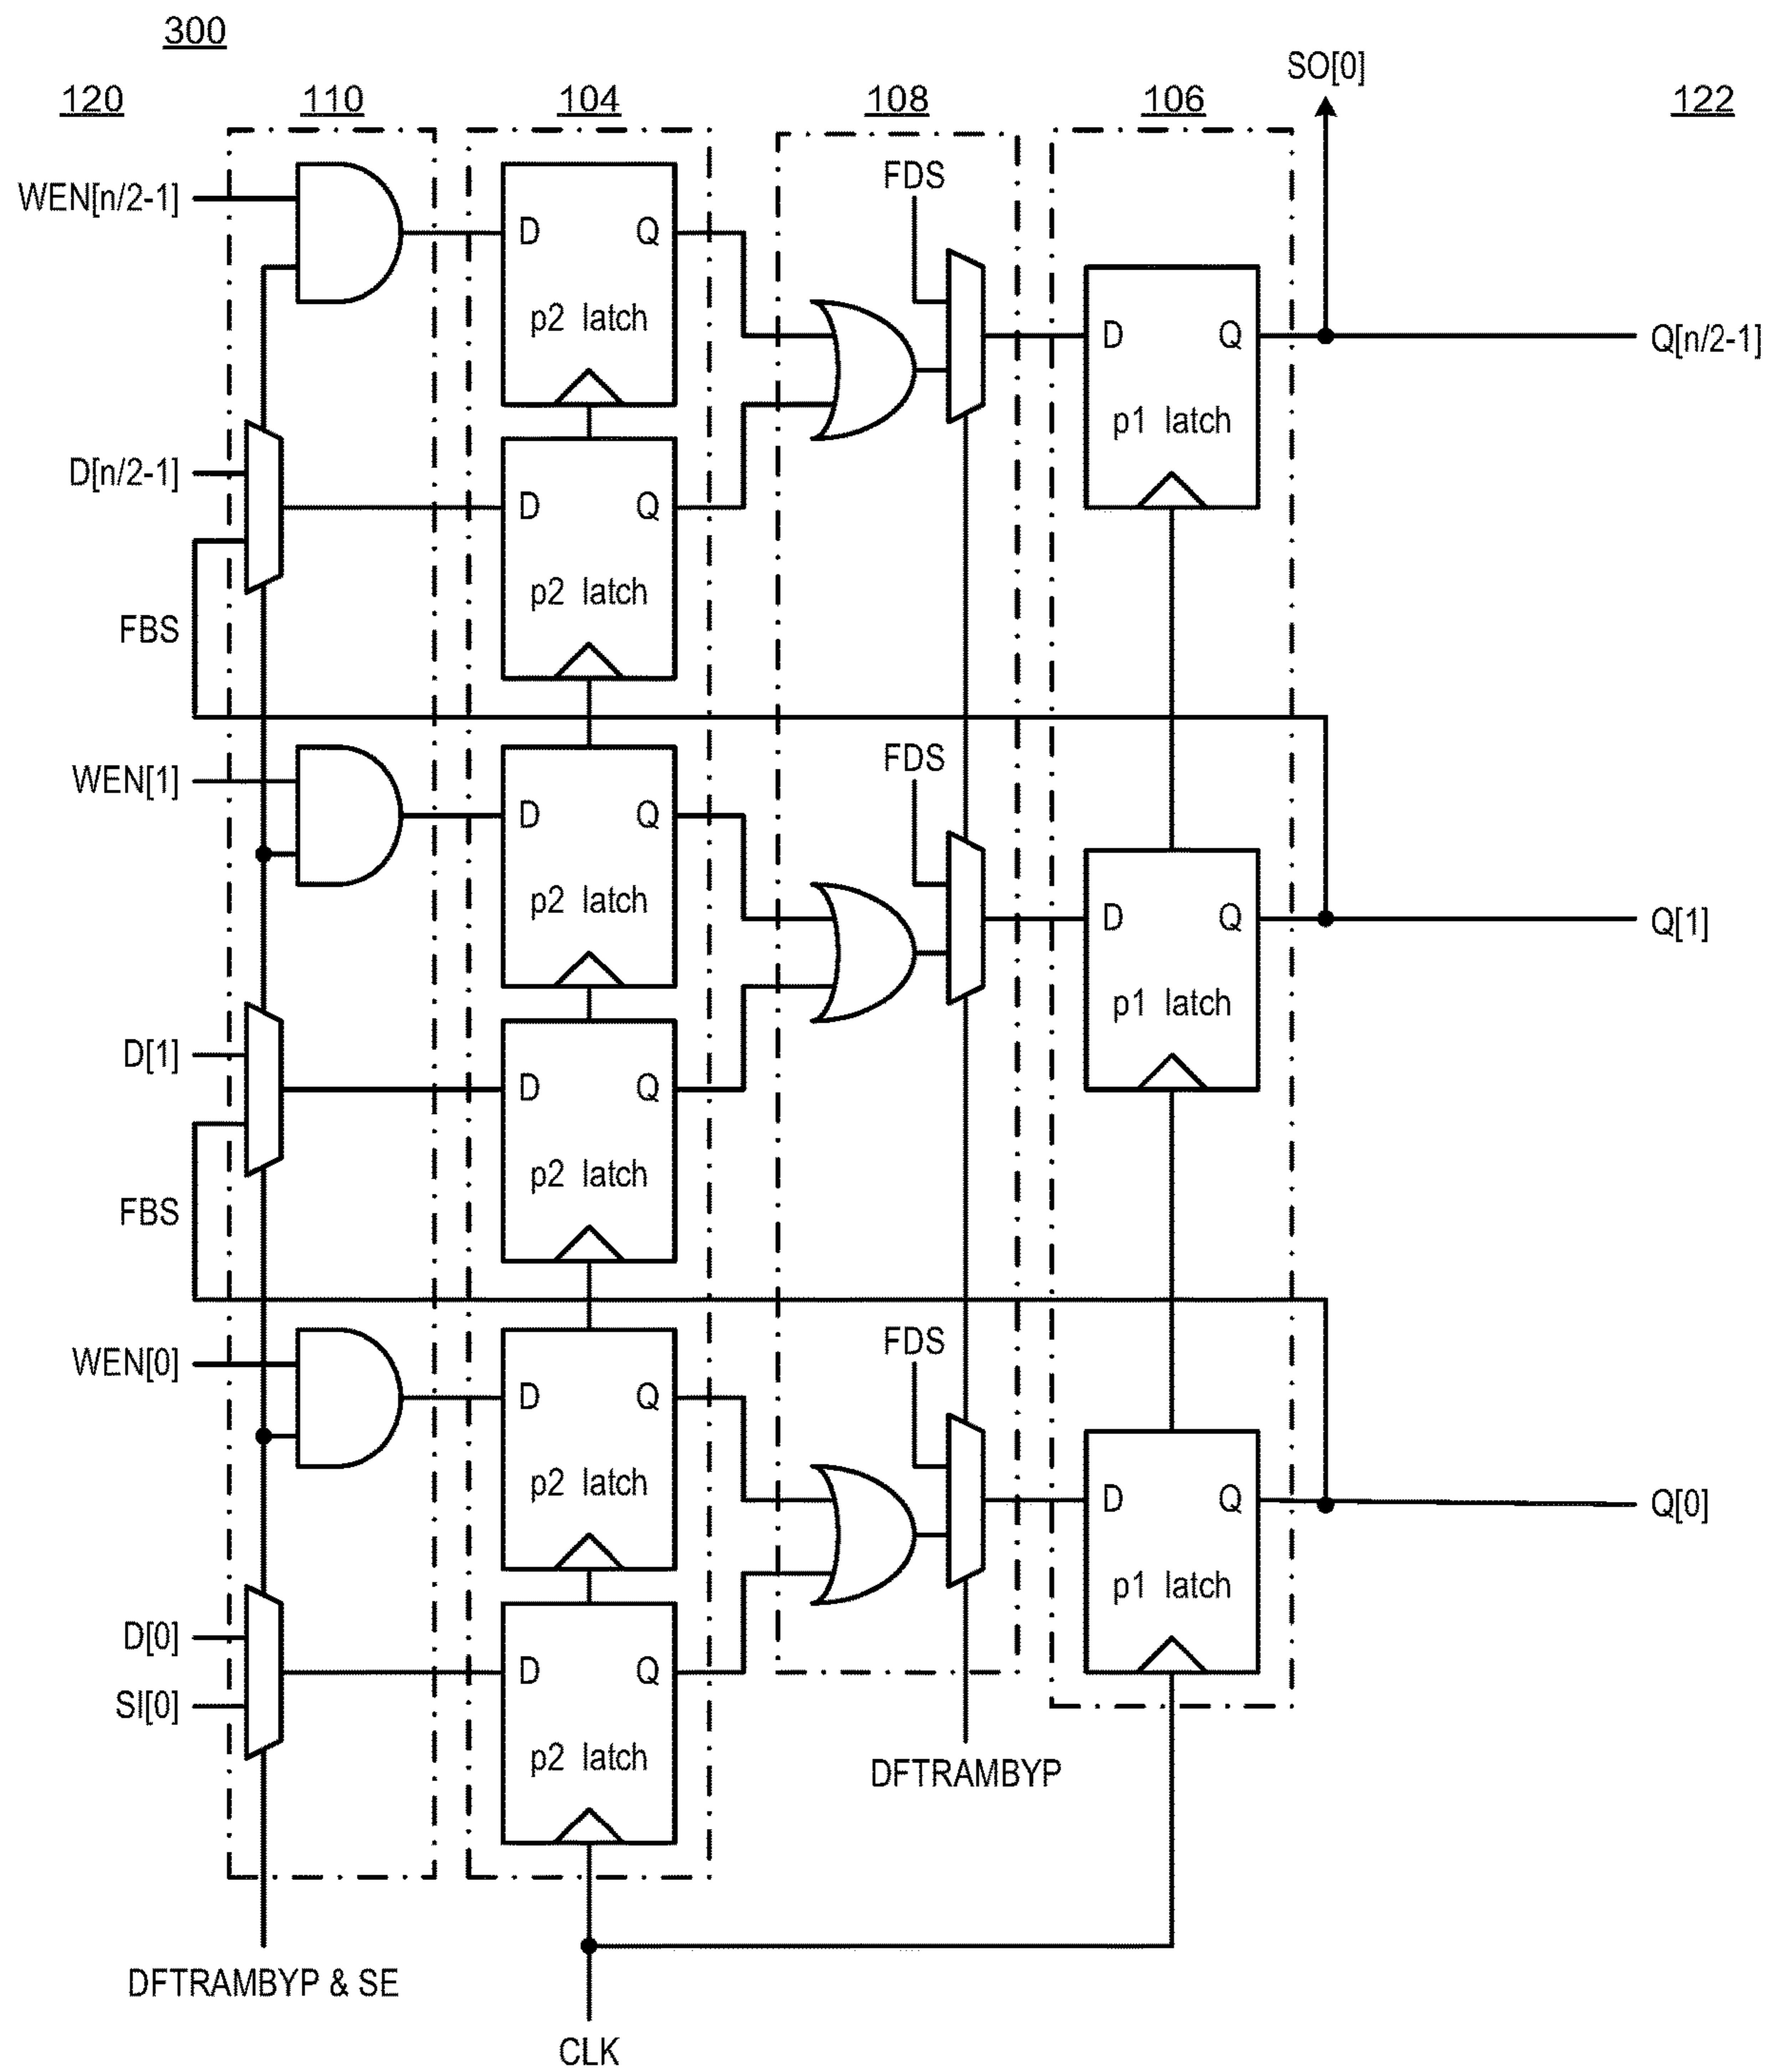 300
SO[0]
120 110 104 108 106 122
WEN[n/2-1] D Q FDS
p2 latch D Q Q[n/2-1]
p1 latch
D[n/2-1] D Q
p2 latch
FBS
WEN[1] D Q FDS
p2 latch D Q Q[1]
p1 latch
D[1] D Q
p2 latch
FBS
WEN[0] D Q FDS
p2 latch D Q Q[0]
p1 latch
D[0] D Q
SI[0] p2 latch
DFTRAMBYP
DFTRAMBYP & SE
CLK